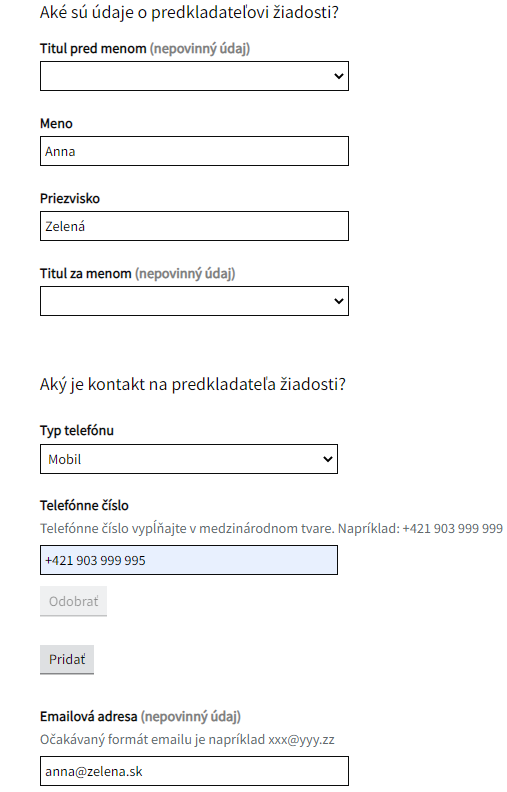 Aké sú údaje o predkladateľovi žiadosti?
Titul pred menom (nepovinný údaj)
Meno
Anna
Priezvisko
Zelená
Titul za menom (nepovinný údaj)
Aký je kontakt na predkladateľa žiadosti?
Typ telefónu
Mobil
Telefónne číslo
Telefónne číslo vypĺňajte v medzinárodnom tvare. Napríklad: +421 903 999 999
+421 903 999 995
Odobrať
Pridať
Emailová adresa (nepovinný údaj)
Očakávaný formát emailu je napríklad xxx@yyy.zz
anna@zelena.sk